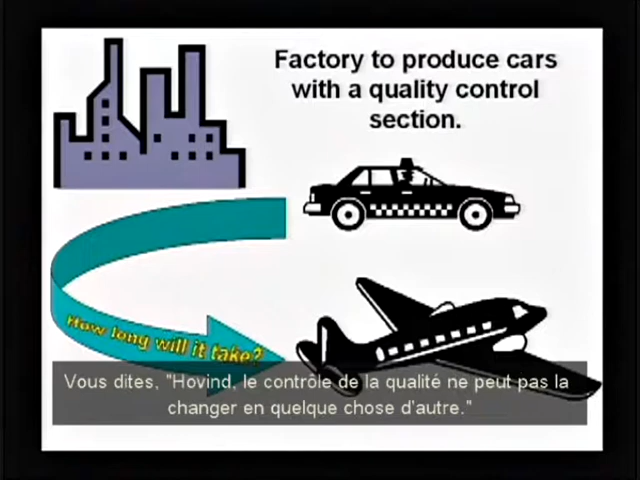 Factory to produce cars
with a quality control
section.
How long will it take?
Vous dites, "Hovind, le contrôle de la qualité ne peut pas la
changer en quelque chose d'autre."